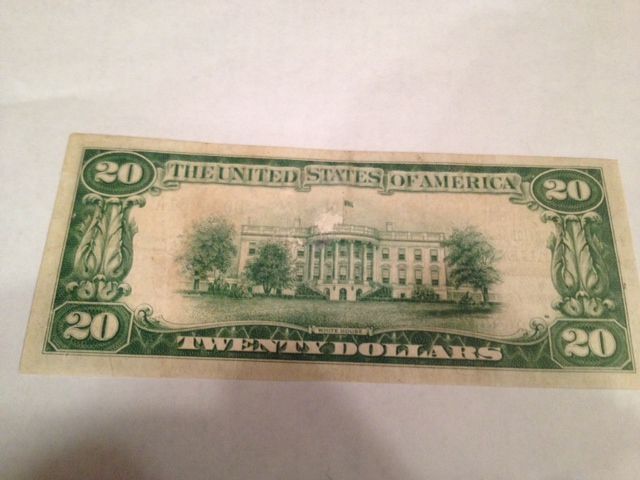 20 THE UNITED STATES OF AMERICA 20
WHITE HOUSE
20 TWENTY DOLLARS 20